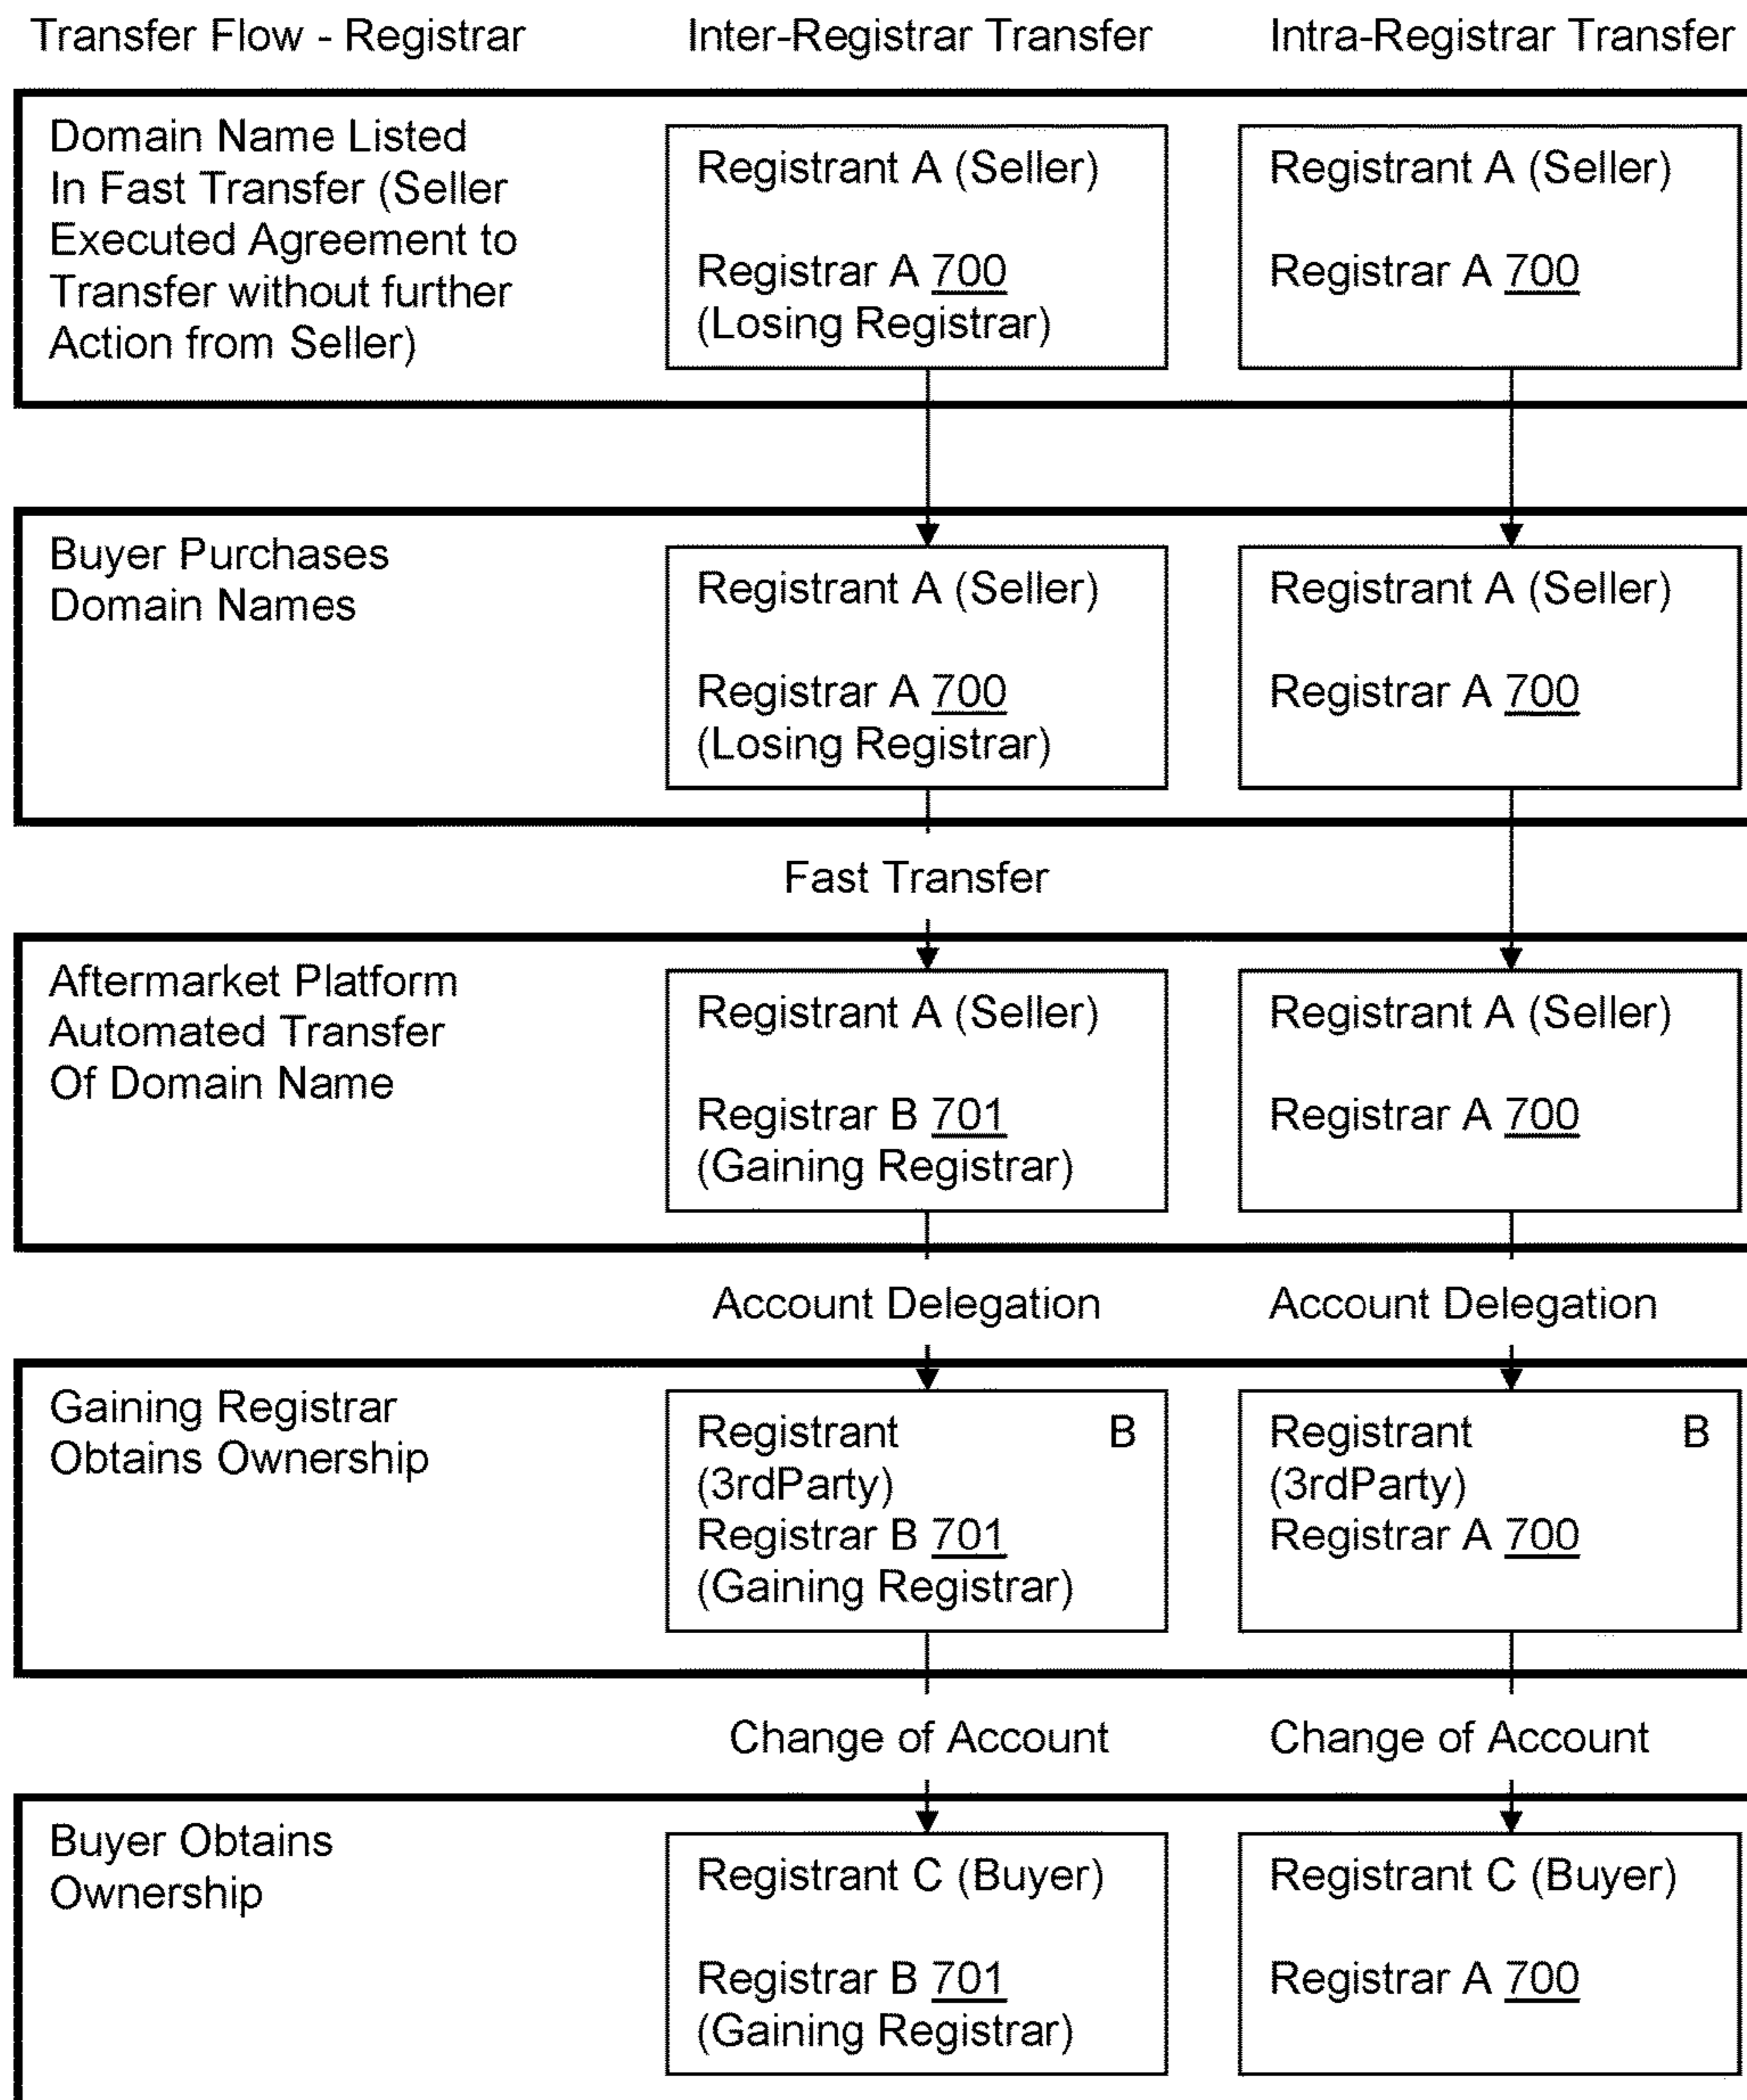 Transfer Flow - Registrar
Inter-Registrar Transfer
Intra-Registrar Transfer
Domain Name Listed
In Fast Transfer (Seller
Executed Agreement to
Transfer without further
Action from Seller)
Registrant A (Seller)
Registrar A 700
(Losing Registrar)
Registrant A (Seller)
Registrar A 700
Buyer Purchases
Domain Names
Registrant A (Seller)
Registrar A 700
(Losing Registrar)
Registrant A (Seller)
Registrar A 700
Fast Transfer
Aftermarket Platform
Automated Transfer
Of Domain Name
Registrant A (Seller)
Registrar B 701
(Gaining Registrar)
Registrant A (Seller)
Registrar A 700
Account Delegation
Account Delegation
Gaining Registrar
Obtains Ownership
Registrant B
(3rdParty)
Registrar B 701
(Gaining Registrar)
Registrant B
(3rdParty)
Registrar A 700
Change of Account
Change of Account
Buyer Obtains
Ownership
Registrant C (Buyer)
Registrar B 701
(Gaining Registrar)
Registrant C (Buyer)
Registrar A 700